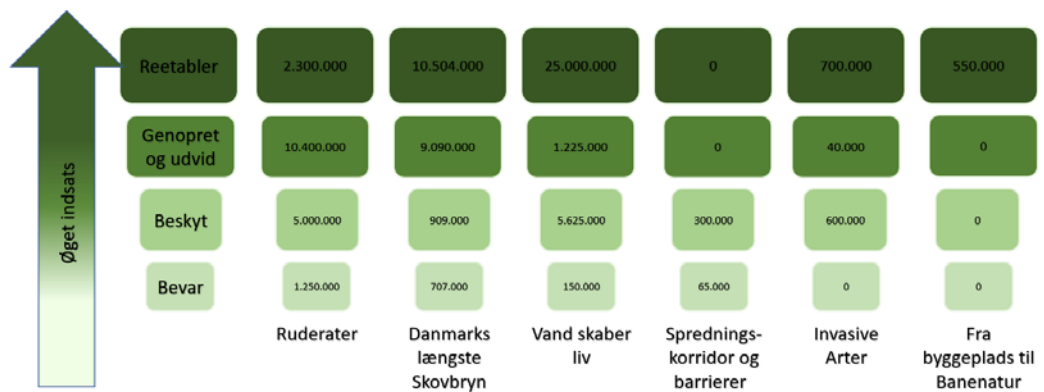 Øget indsats
Reetabler
2.300.000
10.504.000
25.000.000
0
700.000
550.000
Genopret
og udvid
10.400.000
9.090.000
1.225.000
0
40.000
0
Beskyt
5.000.000
909.000
5.625.000
300.000
600.000
0
Bevar
1.250.000
707.000
150.000
65.000
0
0
Ruderater
Danmarks
længste
Skovbryn
Vand skaber
liv
Sprednings-
korridor og
barrierer
Invasive
Arter
Fra
byggeplads til
Banenatur